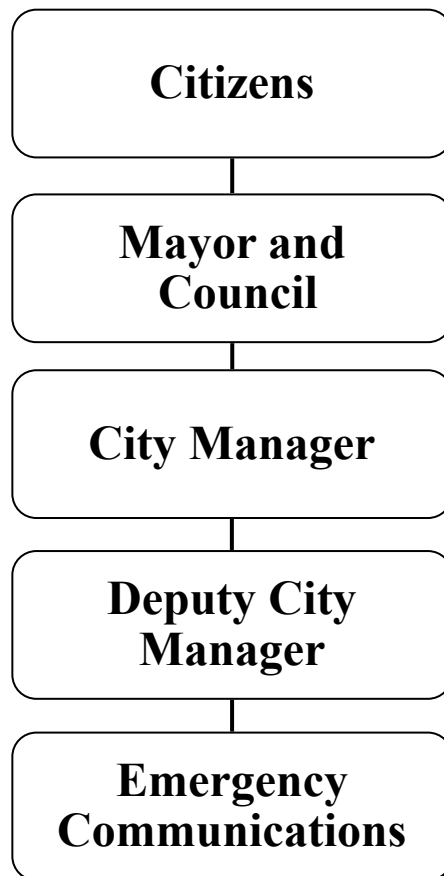 Citizens
Mayor and
Council
City Manager
Deputy City
Manager
Emergency
Communications